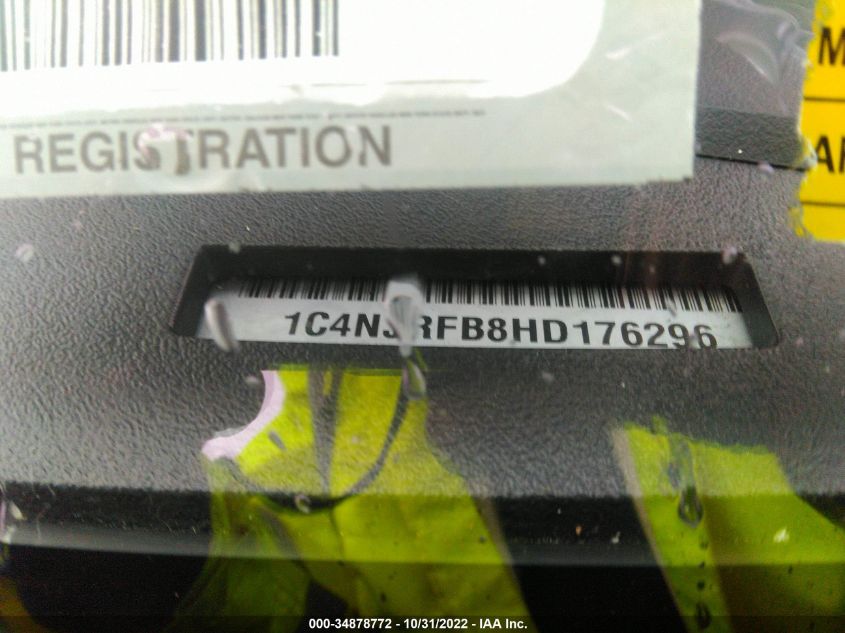 REGISTRATION
1C4NJRFB8HD176296
000-34878772 - 10/31/2022 - IAA Inc.